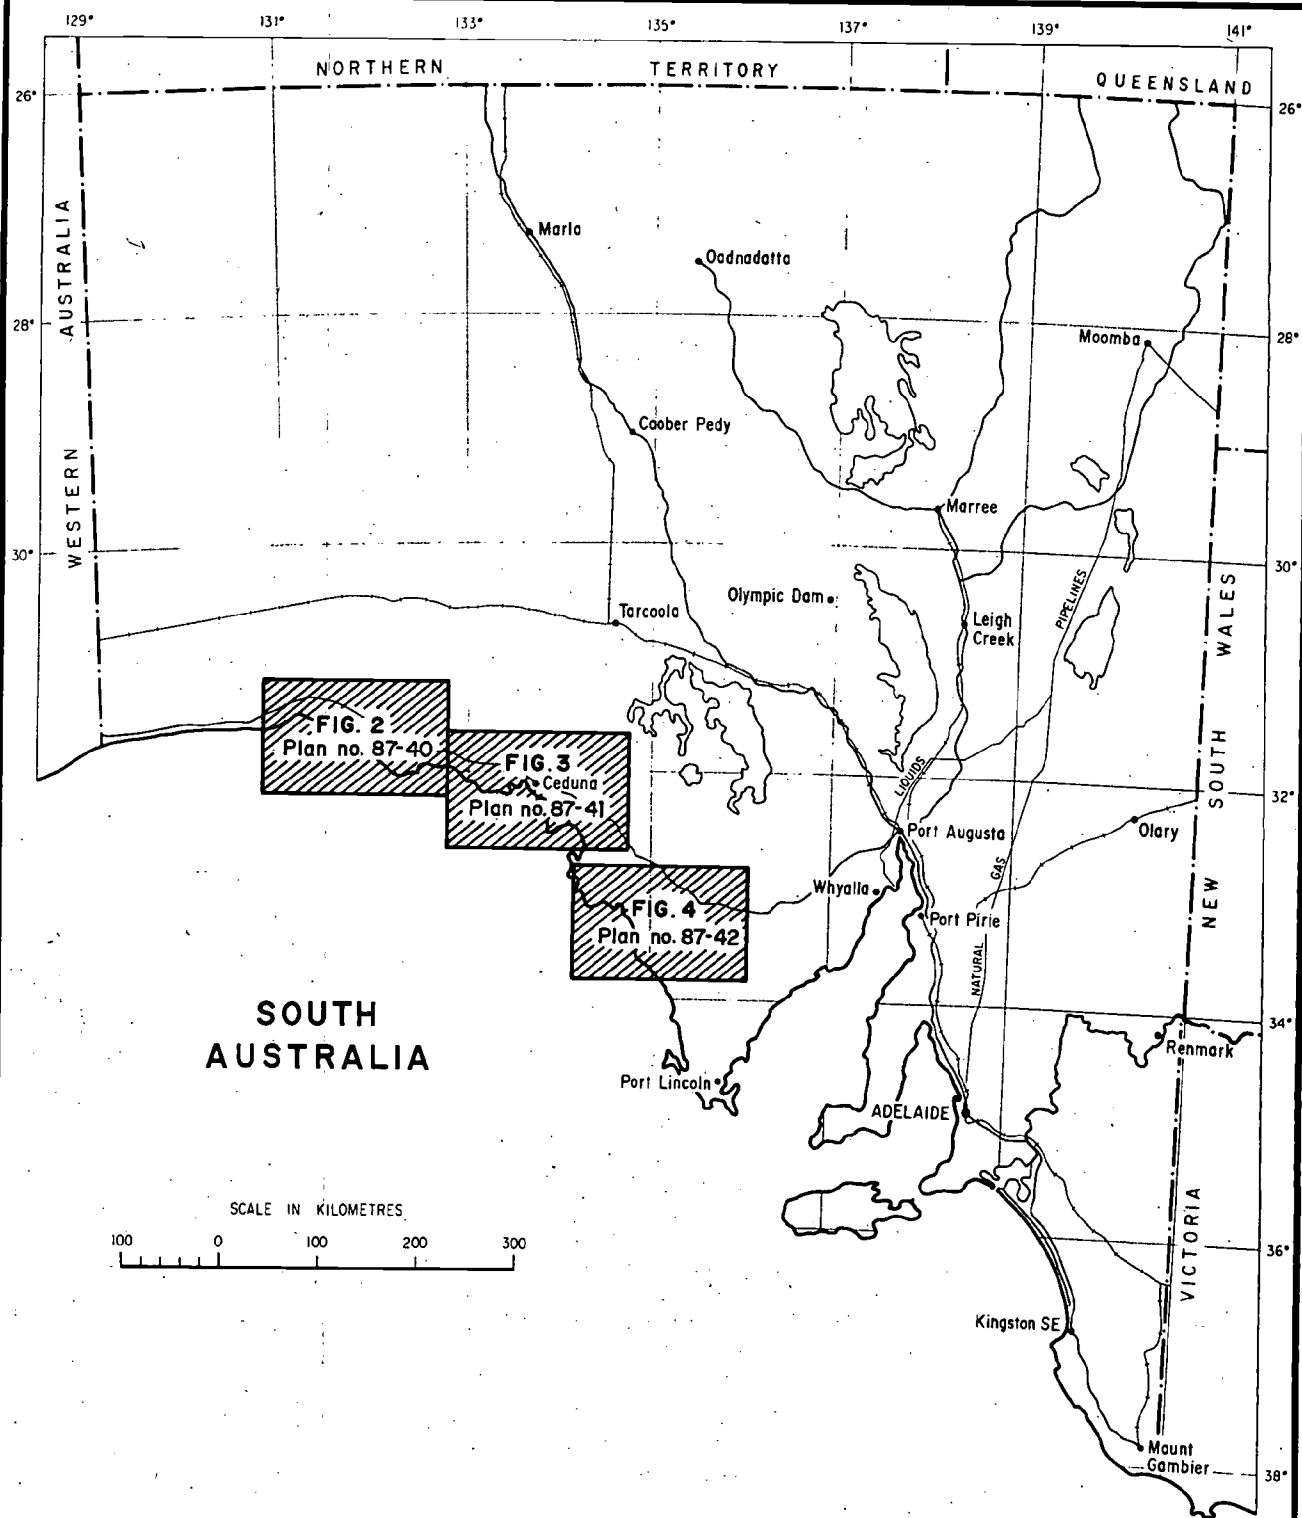 129° 131° 133° 135° 137° 139° 141°
NORTHERN TERRITORY
QUEENSLAND
26° 26°
WESTERN AUSTRALIA
Marla
Oodnadatta
28° 28°
Moomba
Coober Pedy
Marree
30° 30°
Olympic Dam
Tarcoola
Leigh
Creek
PIPELINES
NEW SOUTH WALES
FIG. 2
Plan no. 87-40
FIG. 3
Ceduna
Plan no. 87-41
LIQUIDS
32°
Port Augusta
Olary
GAS
Whyalla
Port Pirie
FIG. 4
Plan no. 87-42
NATURAL
SOUTH
AUSTRALIA
34°
Renmark
Port Lincoln
ADELAIDE
SCALE IN KILOMETRES
100 0 100 200 300
VICTORIA
36°
Kingston SE
Mount
Gambier
38°